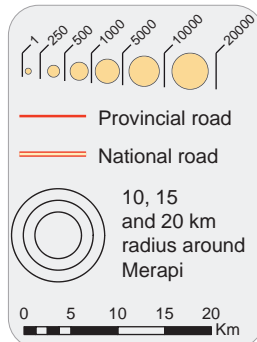 1 250 500 1000 5000 10000 20000
Provincial road
National road
10, 15
and 20 km
radius around
Merapi
0 5 10 15 20
Km